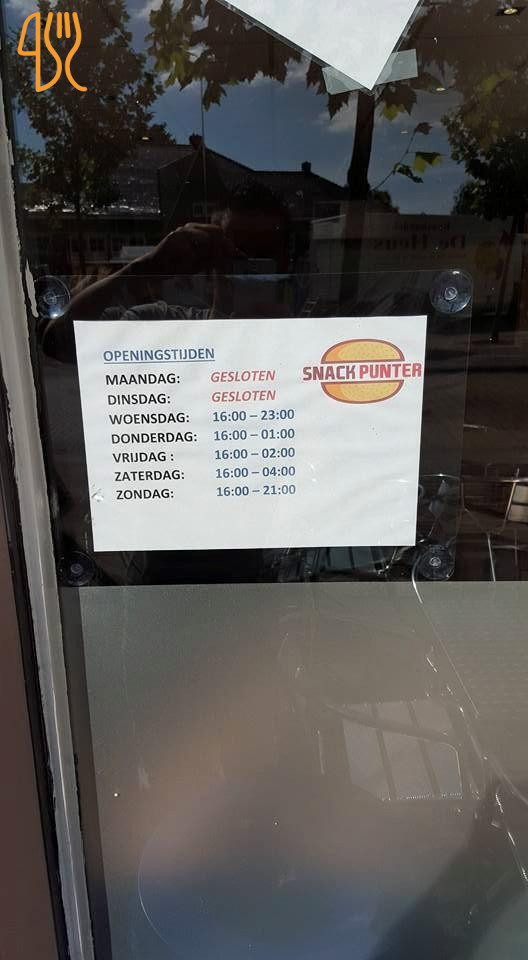 OPENINGSTIJDEN
SNACK PUNTER
MAANDAG: GESLOTEN
DINSDAG: GESLOTEN
WOENSDAG: 16:00 – 23:00
DONDERDAG: 16:00 – 01:00
VRIJDAG : 16:00 – 02:00
ZATERDAG: 16:00 – 04:00
ZONDAG: 16:00 – 21:00